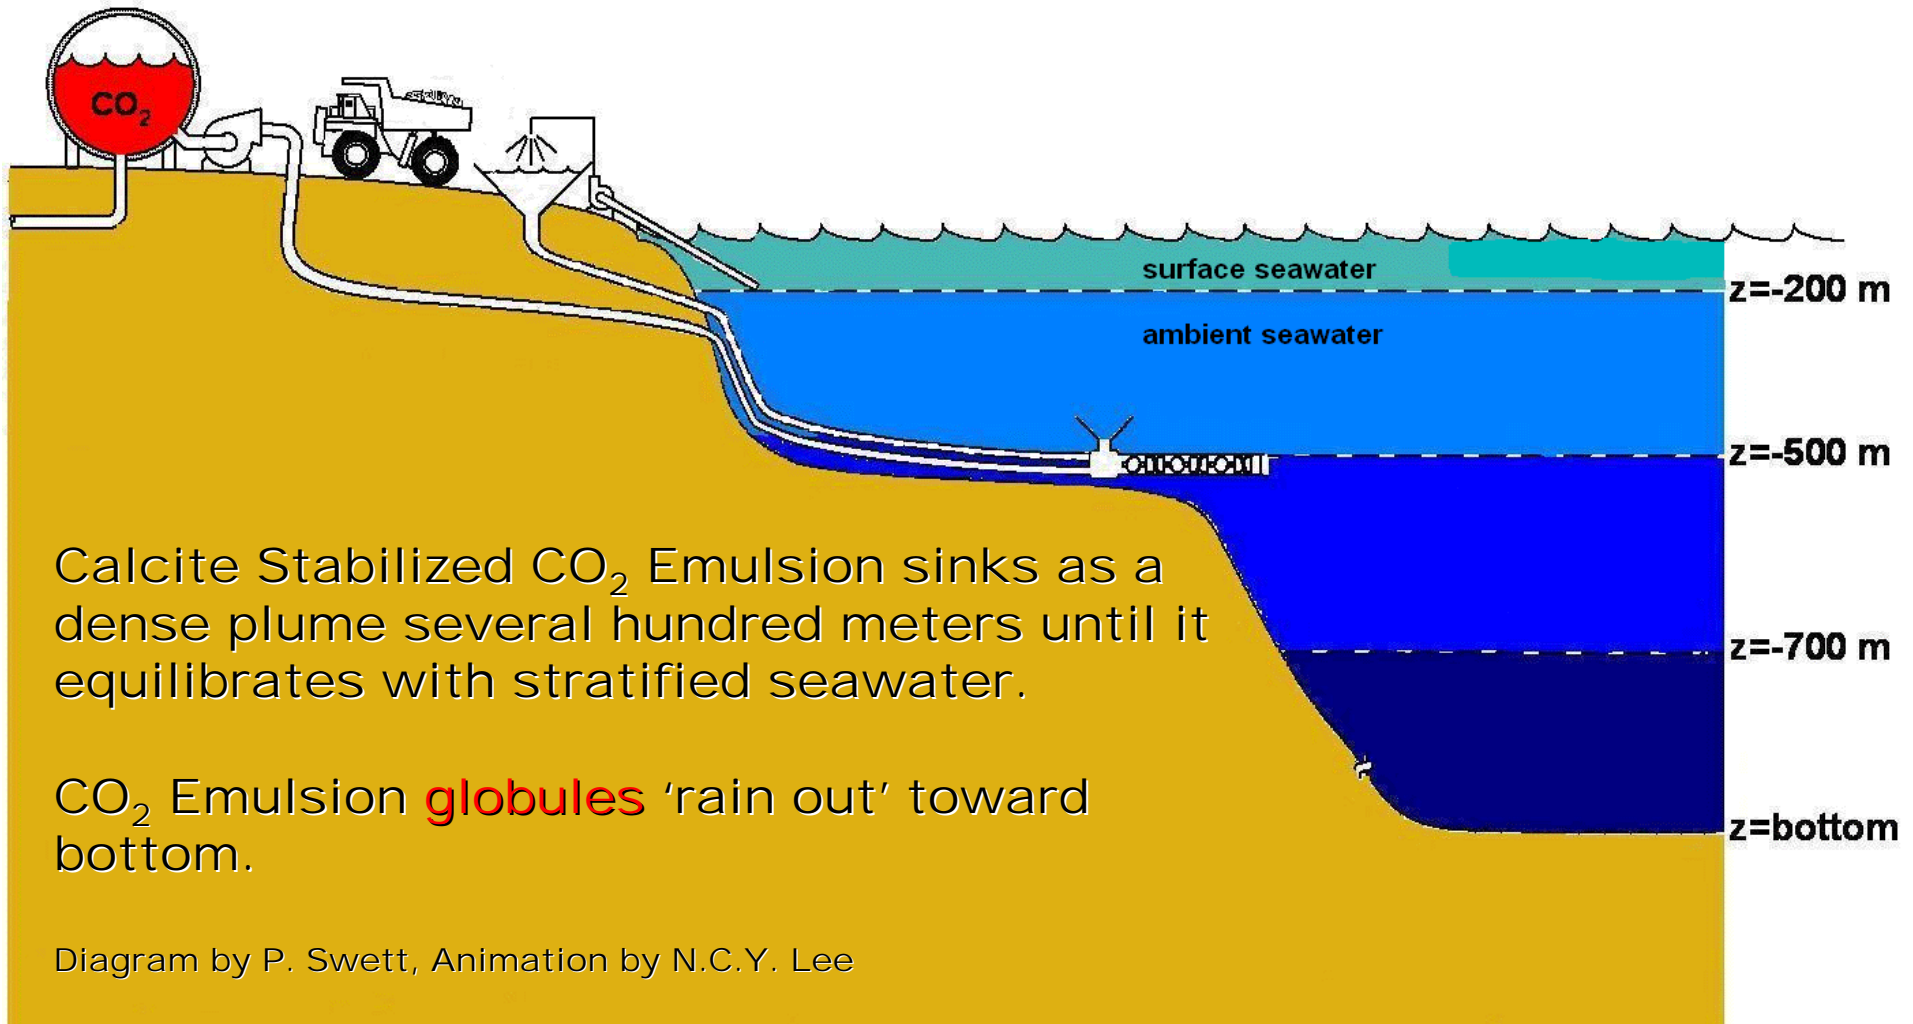 CO₂
surface seawater
z=-200 m
ambient seawater
z=-500 m
Calcite Stabilized CO₂ Emulsion sinks as a
dense plume several hundred meters until it
equilibrates with stratified seawater.
z=-700 m
CO₂ Emulsion globules ‘rain out’ toward
bottom.
z=bottom
Diagram by P. Swett, Animation by N.C.Y. Lee